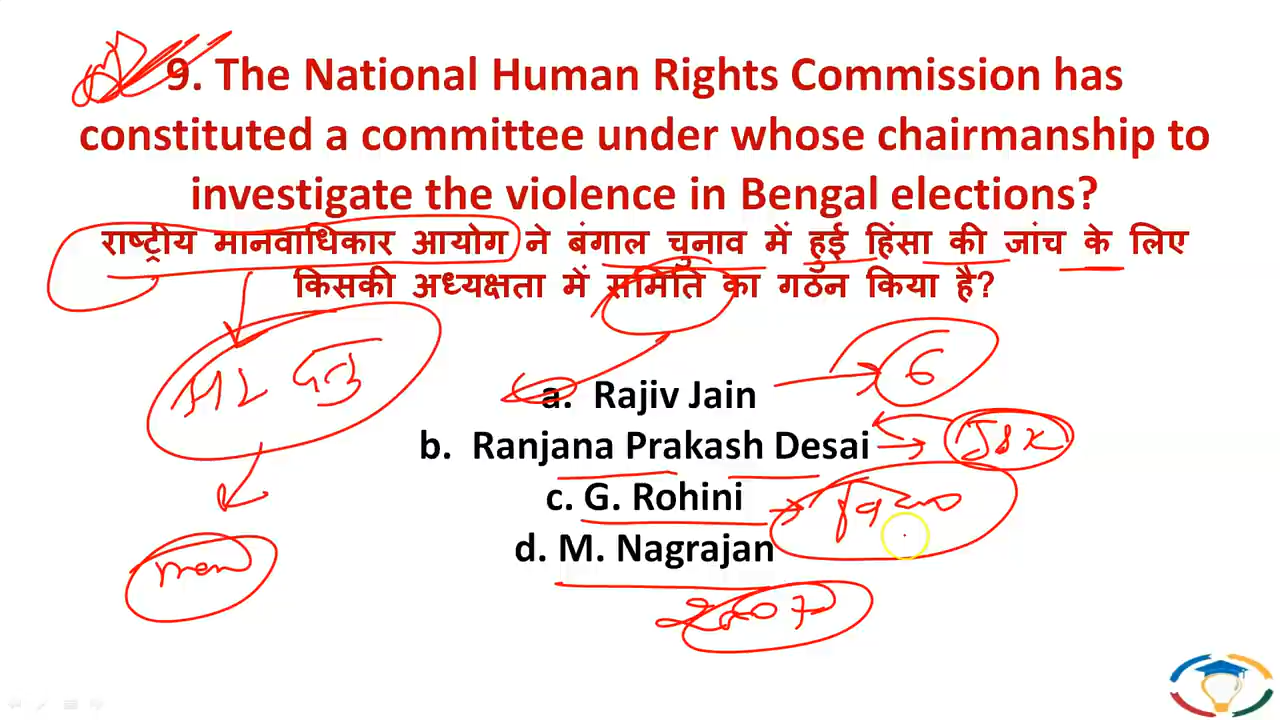 9. The National Human Rights Commission has
constituted a committee under whose chairmanship to
investigate the violence in Bengal elections?
राष्ट्रीय मानवाधिकार आयोग ने बंगाल चुनाव में हुई हिंसा की जांच के लिए
किसकी अध्यक्षता में समिति का गठन किया है?
a. Rajiv Jain
6
b. Ranjana Prakash Desai
J&K
c. G. Rohini
d. M. Nagrajan